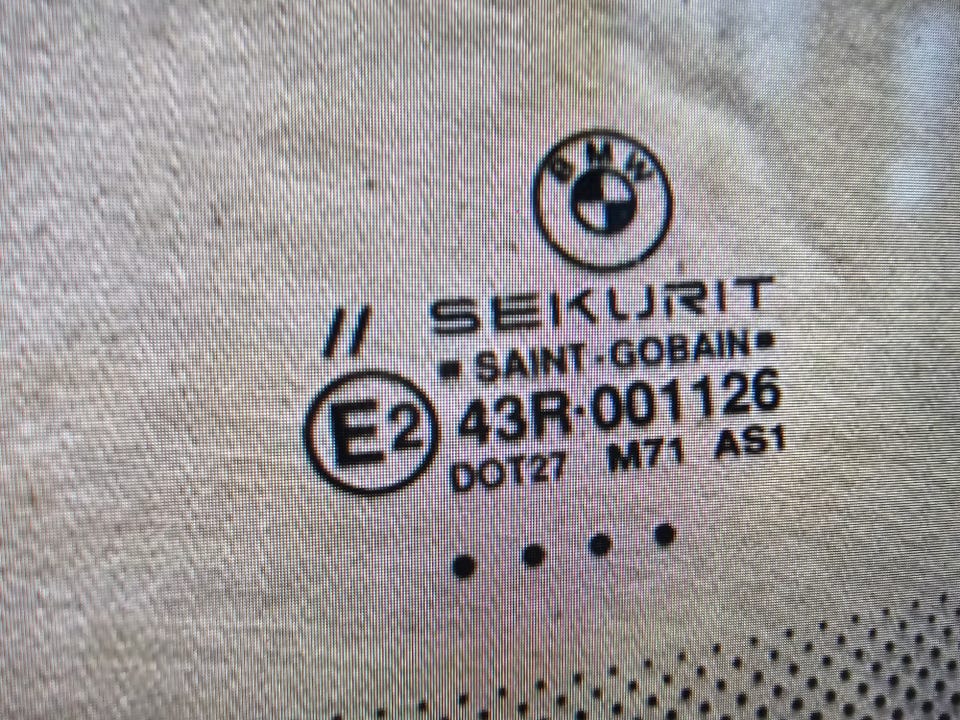 BMW
// SEKURIT
▪ SAINT-GOBAIN ▪
E2 43R-001126
DOT27 M71 AS1